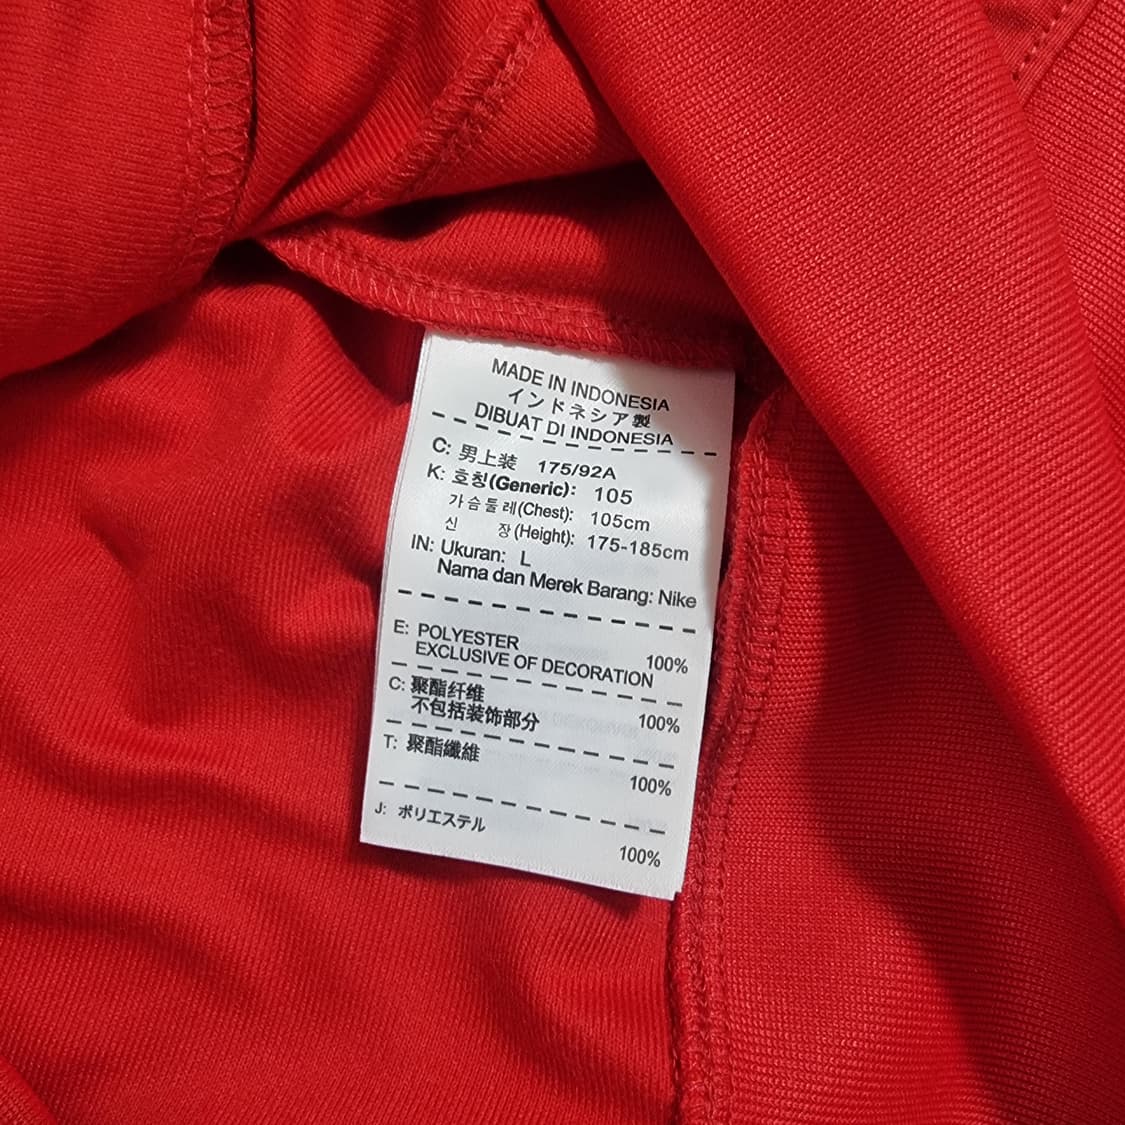 MADE IN INDONESIA
インドネシア製
DIBUAT DI INDONESIA
C: 男上装 175/92A
K: 호칭(Generic): 105
가슴둘레(Chest): 105cm
신 장(Height): 175-185cm
IN: Ukuran: L
Nama dan Merek Barang: Nike
E: POLYESTER 100%
EXCLUSIVE OF DECORATION
C: 聚酯纤维 100%
不包括装饰部分
T: 聚酯纖維 100%
J: ポリエステル 100%